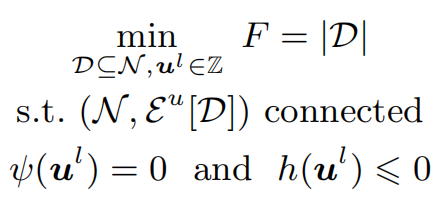 min F = |𝒟|
𝒟⊆𝒩,𝒖^l∈ℤ
s.t. (𝒩, ℰ^u[𝒟]) connected
ψ(𝒖^l) = 0 and h(𝒖^l) ⩽ 0